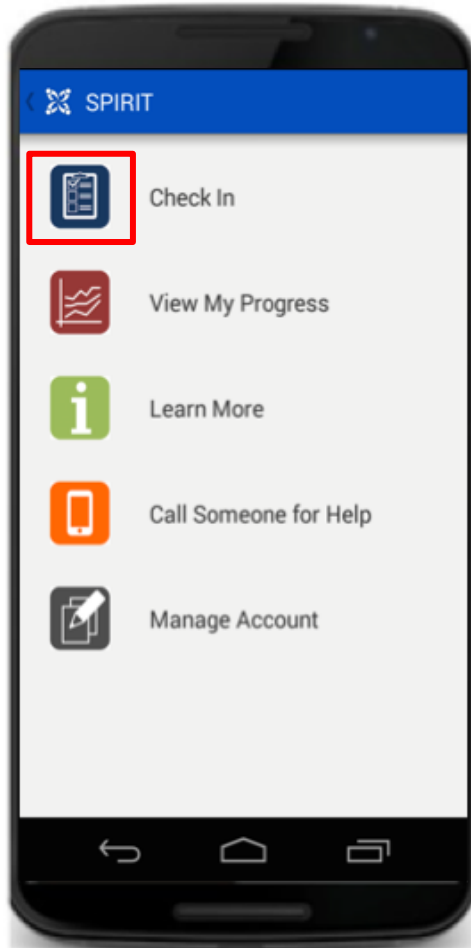 SPIRIT
Check In
View My Progress
Learn More
Call Someone for Help
Manage Account